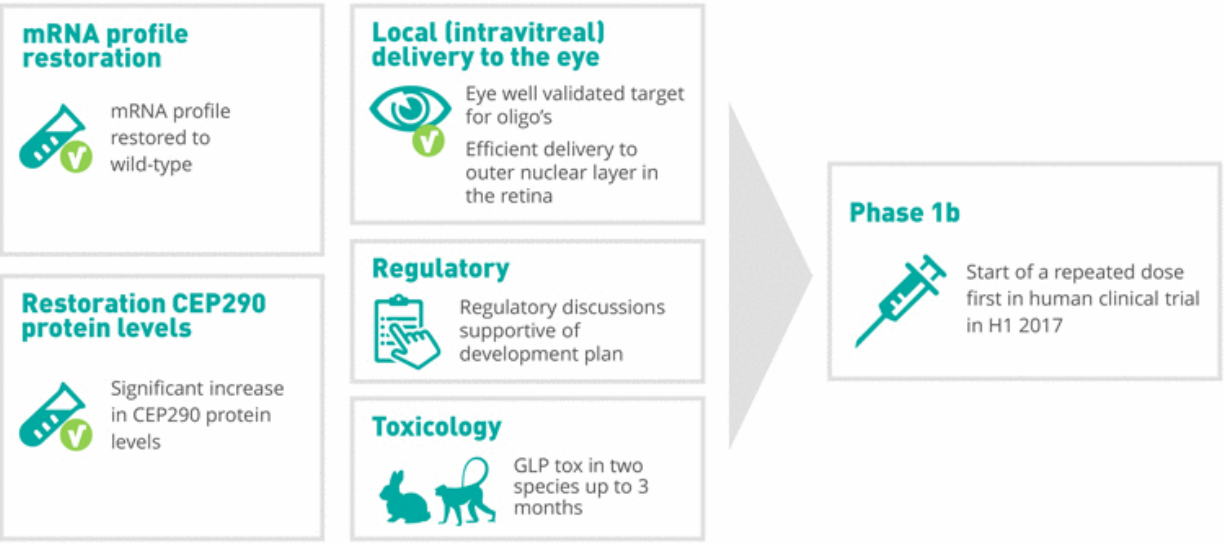 mRNA profile
restoration
mRNA profile
restored to
wild-type
Restoration CEP290
protein levels
Significant increase
in CEP290 protein
levels
Local (intravitreal)
delivery to the eye
Eye well validated target
for oligo's
Efficient delivery to
outer nuclear layer in
the retina
Regulatory
Regulatory discussions
supportive of
development plan
Toxicology
GLP tox in two
species up to 3
months
Phase 1b
Start of a repeated dose
first in human clinical trial
in H1 2017